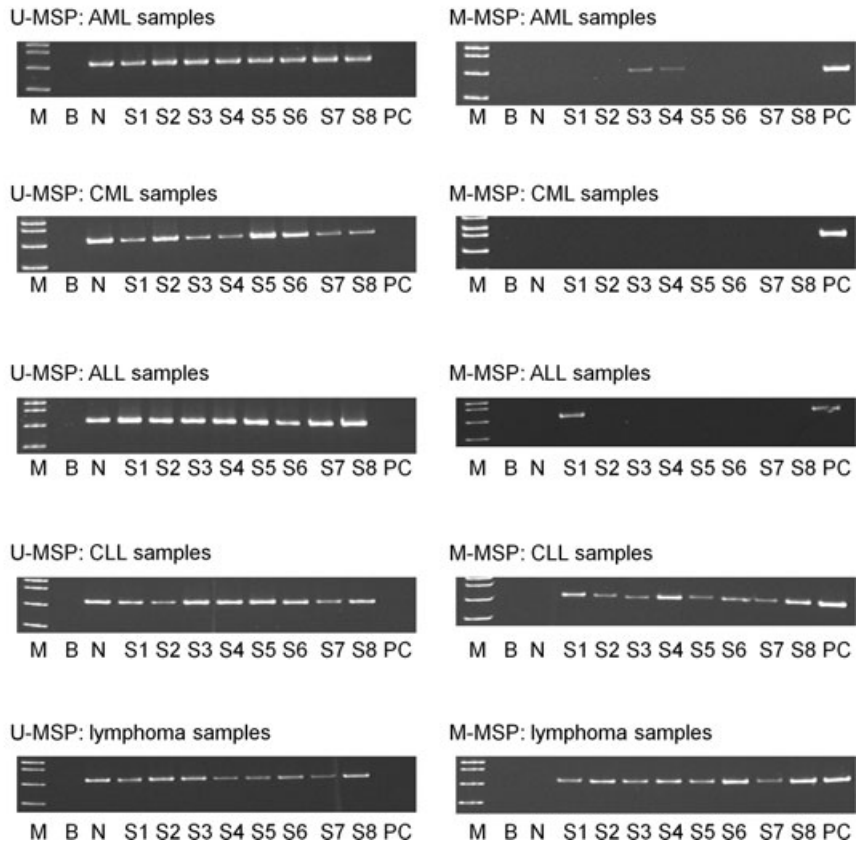 U-MSP: AML samples
M B N S1 S2 S3 S4 S5 S6 S7 S8 PC
M-MSP: AML samples
M B N S1 S2 S3 S4 S5 S6 S7 S8 PC
U-MSP: CML samples
M B N S1 S2 S3 S4 S5 S6 S7 S8 PC
M-MSP: CML samples
M B N S1 S2 S3 S4 S5 S6 S7 S8 PC
U-MSP: ALL samples
M B N S1 S2 S3 S4 S5 S6 S7 S8 PC
M-MSP: ALL samples
M B N S1 S2 S3 S4 S5 S6 S7 S8 PC
U-MSP: CLL samples
M B N S1 S2 S3 S4 S5 S6 S7 S8 PC
M-MSP: CLL samples
M B N S1 S2 S3 S4 S5 S6 S7 S8 PC
U-MSP: lymphoma samples
M B N S1 S2 S3 S4 S5 S6 S7 S8 PC
M-MSP: lymphoma samples
M B N S1 S2 S3 S4 S5 S6 S7 S8 PC